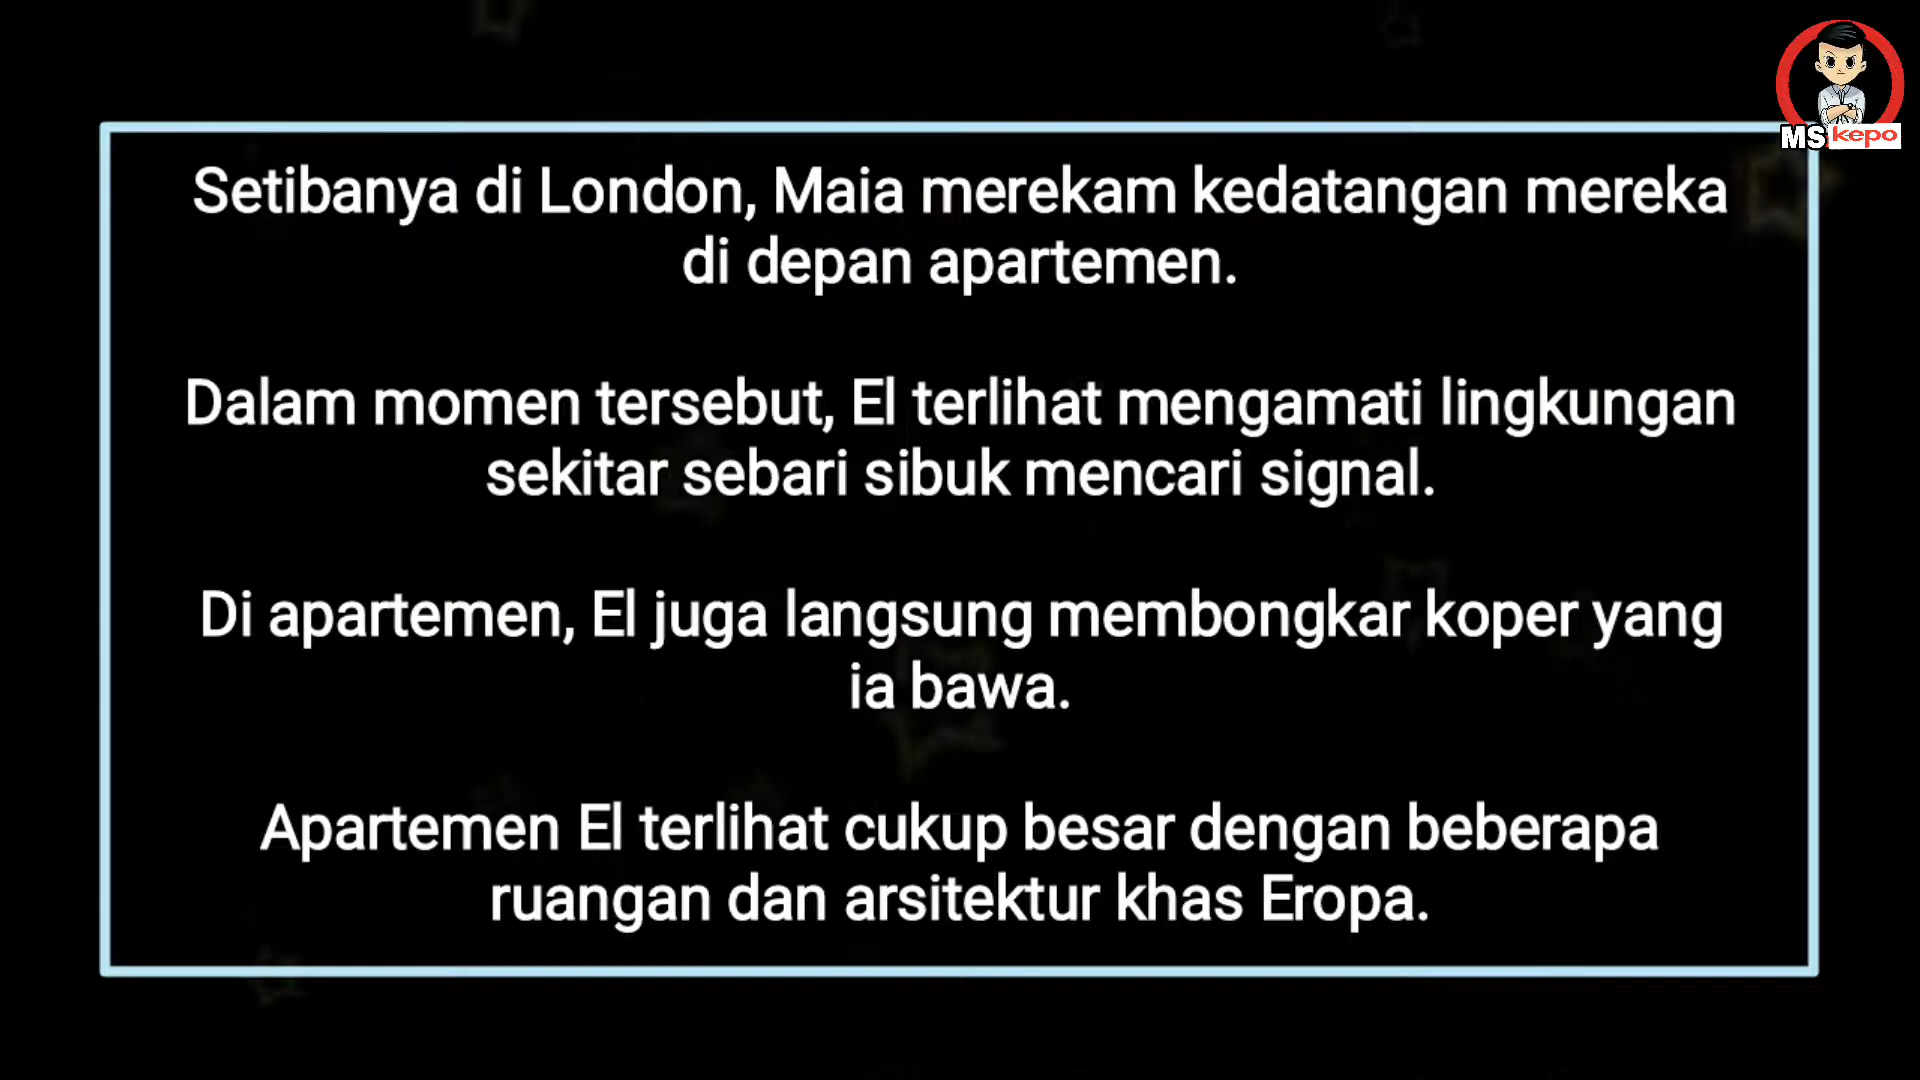 MS kepo
Setibanya di London, Maia merekam kedatangan mereka
di depan apartemen.
Dalam momen tersebut, El terlihat mengamati lingkungan
sekitar sebari sibuk mencari signal.
Di apartemen, El juga langsung membongkar koper yang
ia bawa.
Apartemen El terlihat cukup besar dengan beberapa
ruangan dan arsitektur khas Eropa.